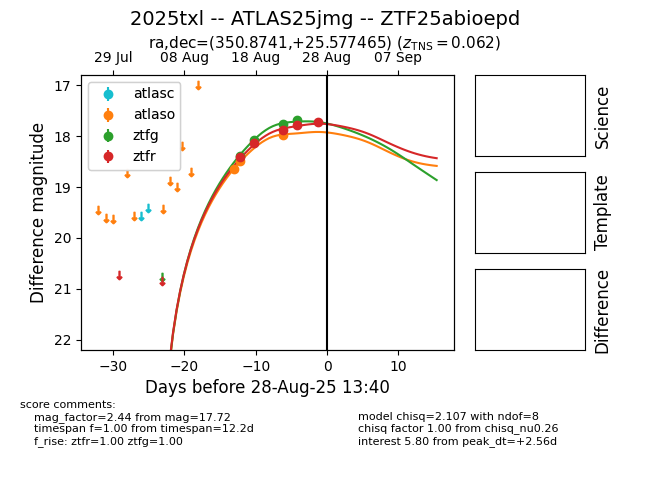 2025txl -- ATLAS25jmg -- ZTF25abioepd
ra,dec=(350.8741,+25.577465) (zTNS = 0.062)
29 Jul 08 Aug 18 Aug 28 Aug 07 Sep
atlasc
atlaso
ztfg
ztfr
17
18
19
20
21
22
Difference magnitude
−30 −20 −10 0 10
Days before 28-Aug-25 13:40
Science
Template
Difference
score comments:
mag_factor=2.44 from mag=17.72
timespan f=1.00 from timespan=12.2d
f_rise: ztfr=1.00 ztfg=1.00
model chisq=2.107 with ndof=8
chisq factor 1.00 from chisq_nu0.26
interest 5.80 from peak_dt=+2.56d